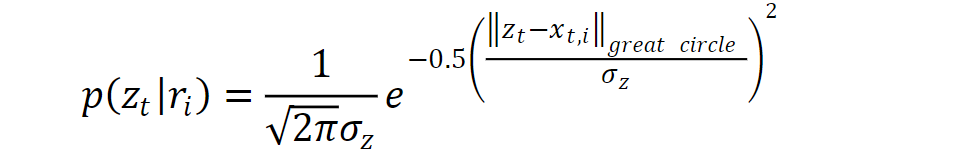 p(z_t|r_i) = \frac{1}{\sqrt{2\pi}\sigma_z} e^{-0.5\left(\frac{\|z_t - x_{t,i}\|_{great\ circle}}{\sigma_z}\right)^2}